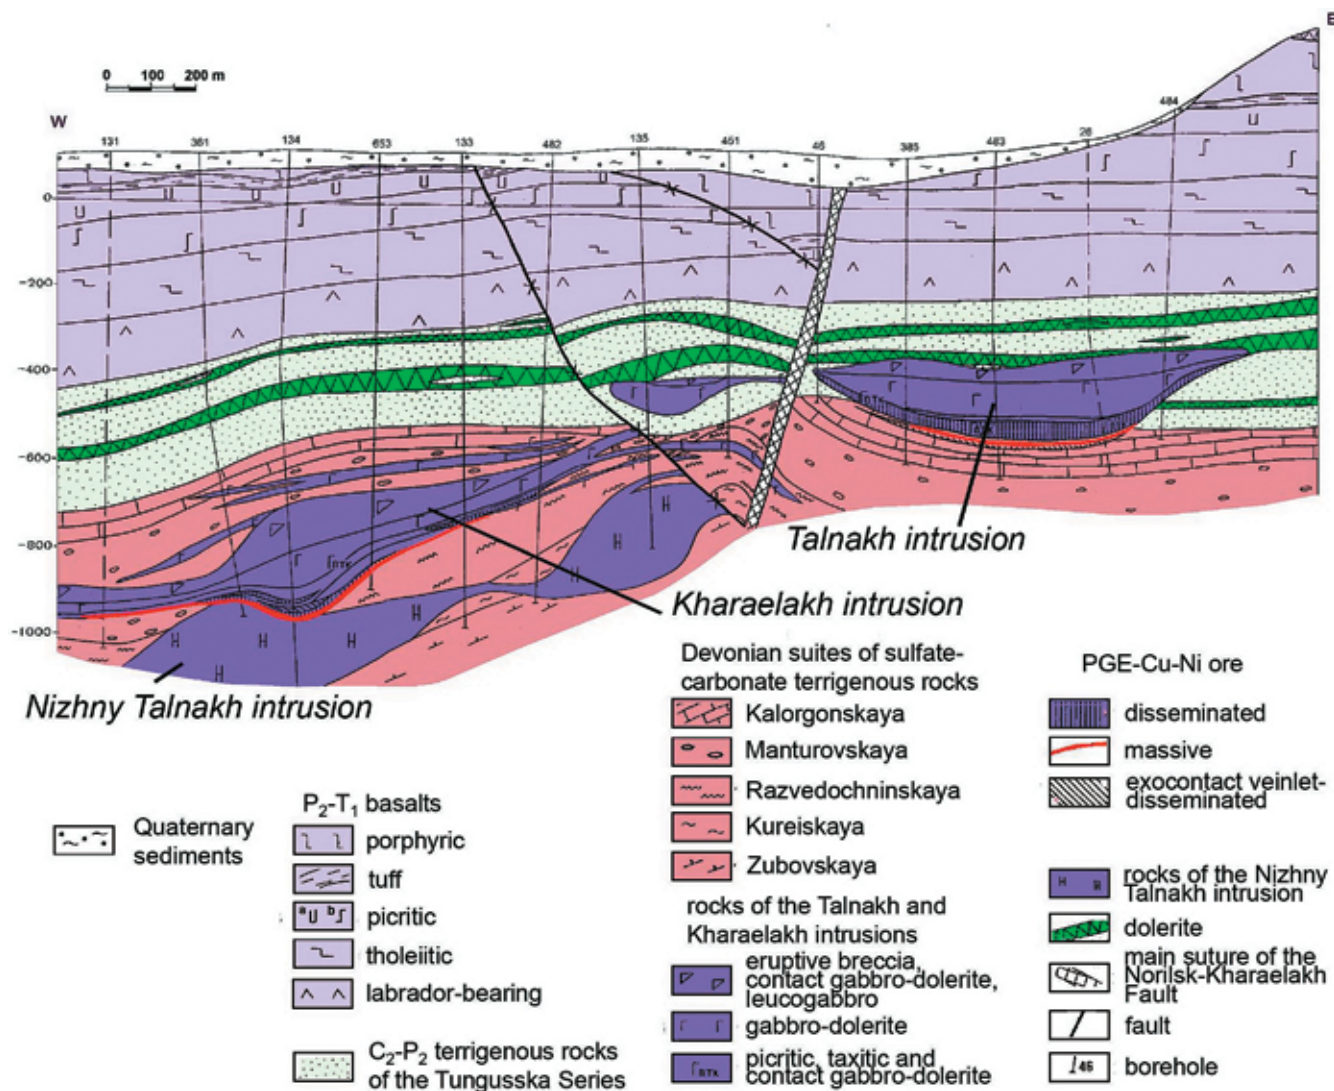 E
0 100 200 m
W
131 361 134 653 133 482 135 451 46 385 483 26 484
0
-200
-400
-600
-800
-1000
Talnakh intrusion
Kharaelakh intrusion
Nizhny Talnakh intrusion
Quaternary
sediments
P₂-T₁ basalts
porphyric
tuff
a b
picritic
tholeiitic
labrador-bearing
C₂-P₂ terrigenous rocks
of the Tungusska Series
Devonian suites of sulfate-
carbonate terrigenous rocks
Kalorgonskaya
Manturovskaya
Razvedochninskaya
Kureiskaya
Zubovskaya
rocks of the Talnakh and
Kharaelakh intrusions
eruptive breccia,
contact gabbro-dolerite,
leucogabbro
gabbro-dolerite
picritic, taxitic and
contact gabbro-dolerite
PGE-Cu-Ni ore
disseminated
massive
exocontact veinlet-
disseminated
rocks of the Nizhny
Talnakh intrusion
dolerite
main suture of the
Norilsk-Kharaelakh
Fault
fault
46
borehole